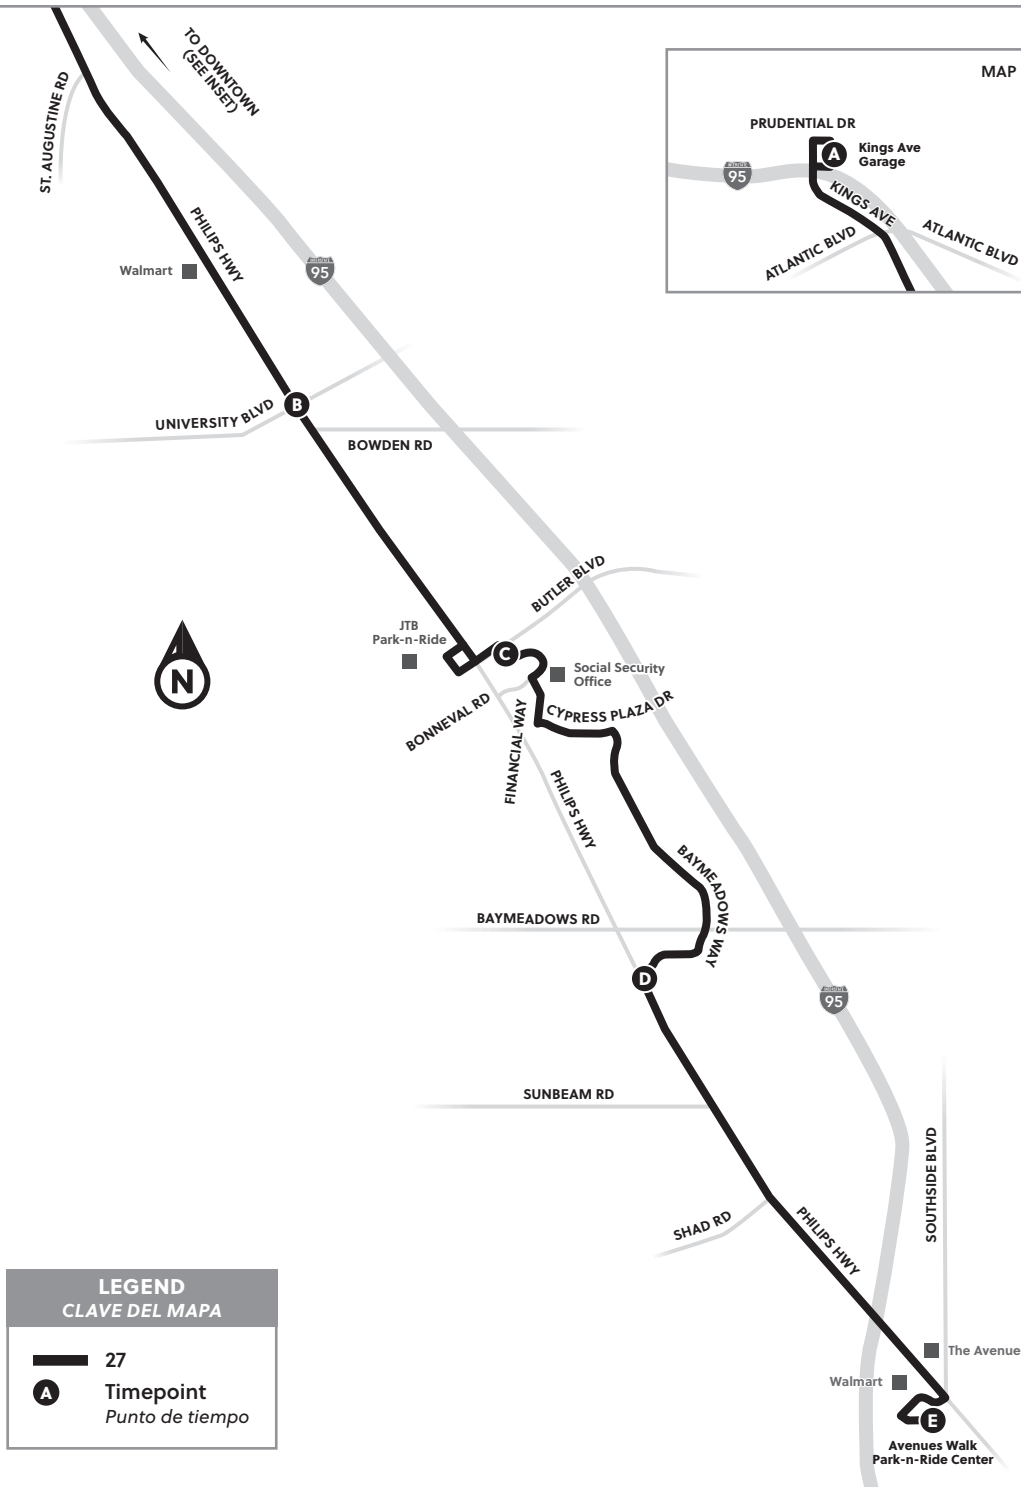 TO DOWNTOWN
(SEE INSET)
ST. AUGUSTINE RD
MAP
PRUDENTIAL DR
A
Kings Ave
Garage
95
KINGS AVE
ATLANTIC BLVD
ATLANTIC BLVD
PHILIPS HWY
Walmart
95
B
UNIVERSITY BLVD
BOWDEN RD
BUTLER BLVD
JTB
Park-n-Ride
C
N
Social Security
Office
BONNEVAL RD
FINANCIAL WAY
CYPRESS PLAZA DR
PHILIPS HWY
BAYMEADOWS WAY
BAYMEADOWS RD
D
95
SUNBEAM RD
SOUTHSIDE BLVD
SHAD RD
PHILIPS HWY
The Avenue
Walmart
E
Avenues Walk
Park-n-Ride Center
LEGEND
CLAVE DEL MAPA
27
A
Timepoint
Punto de tiempo